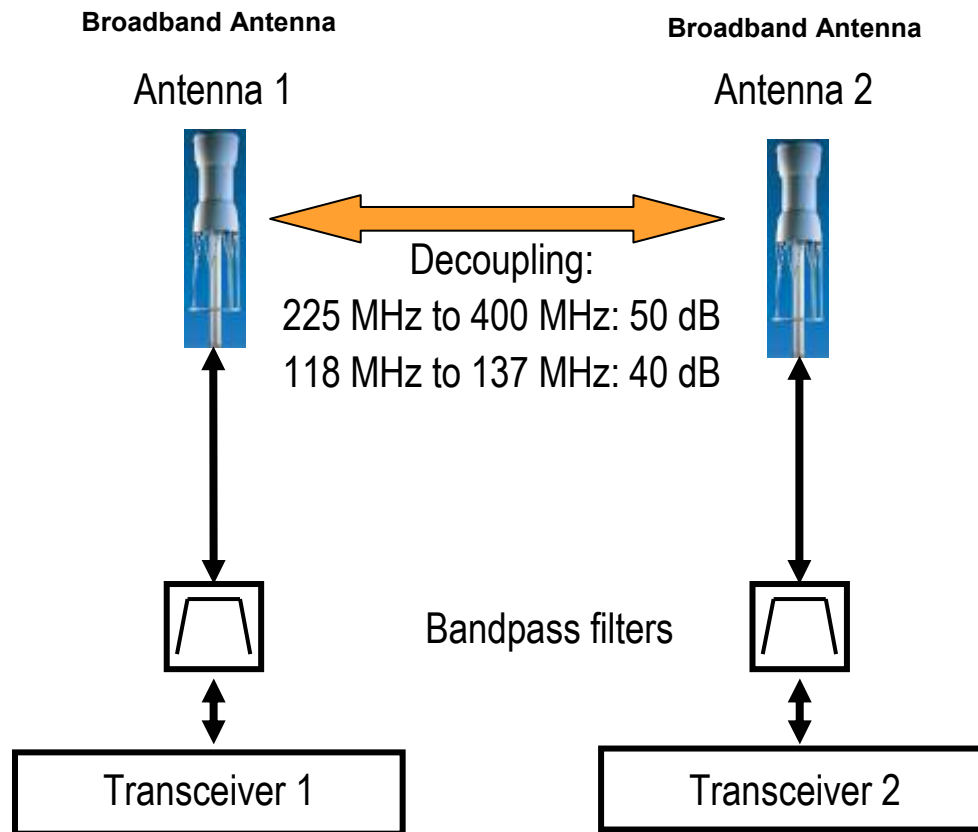 Broadband Antenna
Broadband Antenna
Antenna 1
Antenna 2
Decoupling:
225 MHz to 400 MHz: 50 dB
118 MHz to 137 MHz: 40 dB
Bandpass filters
Transceiver 1
Transceiver 2